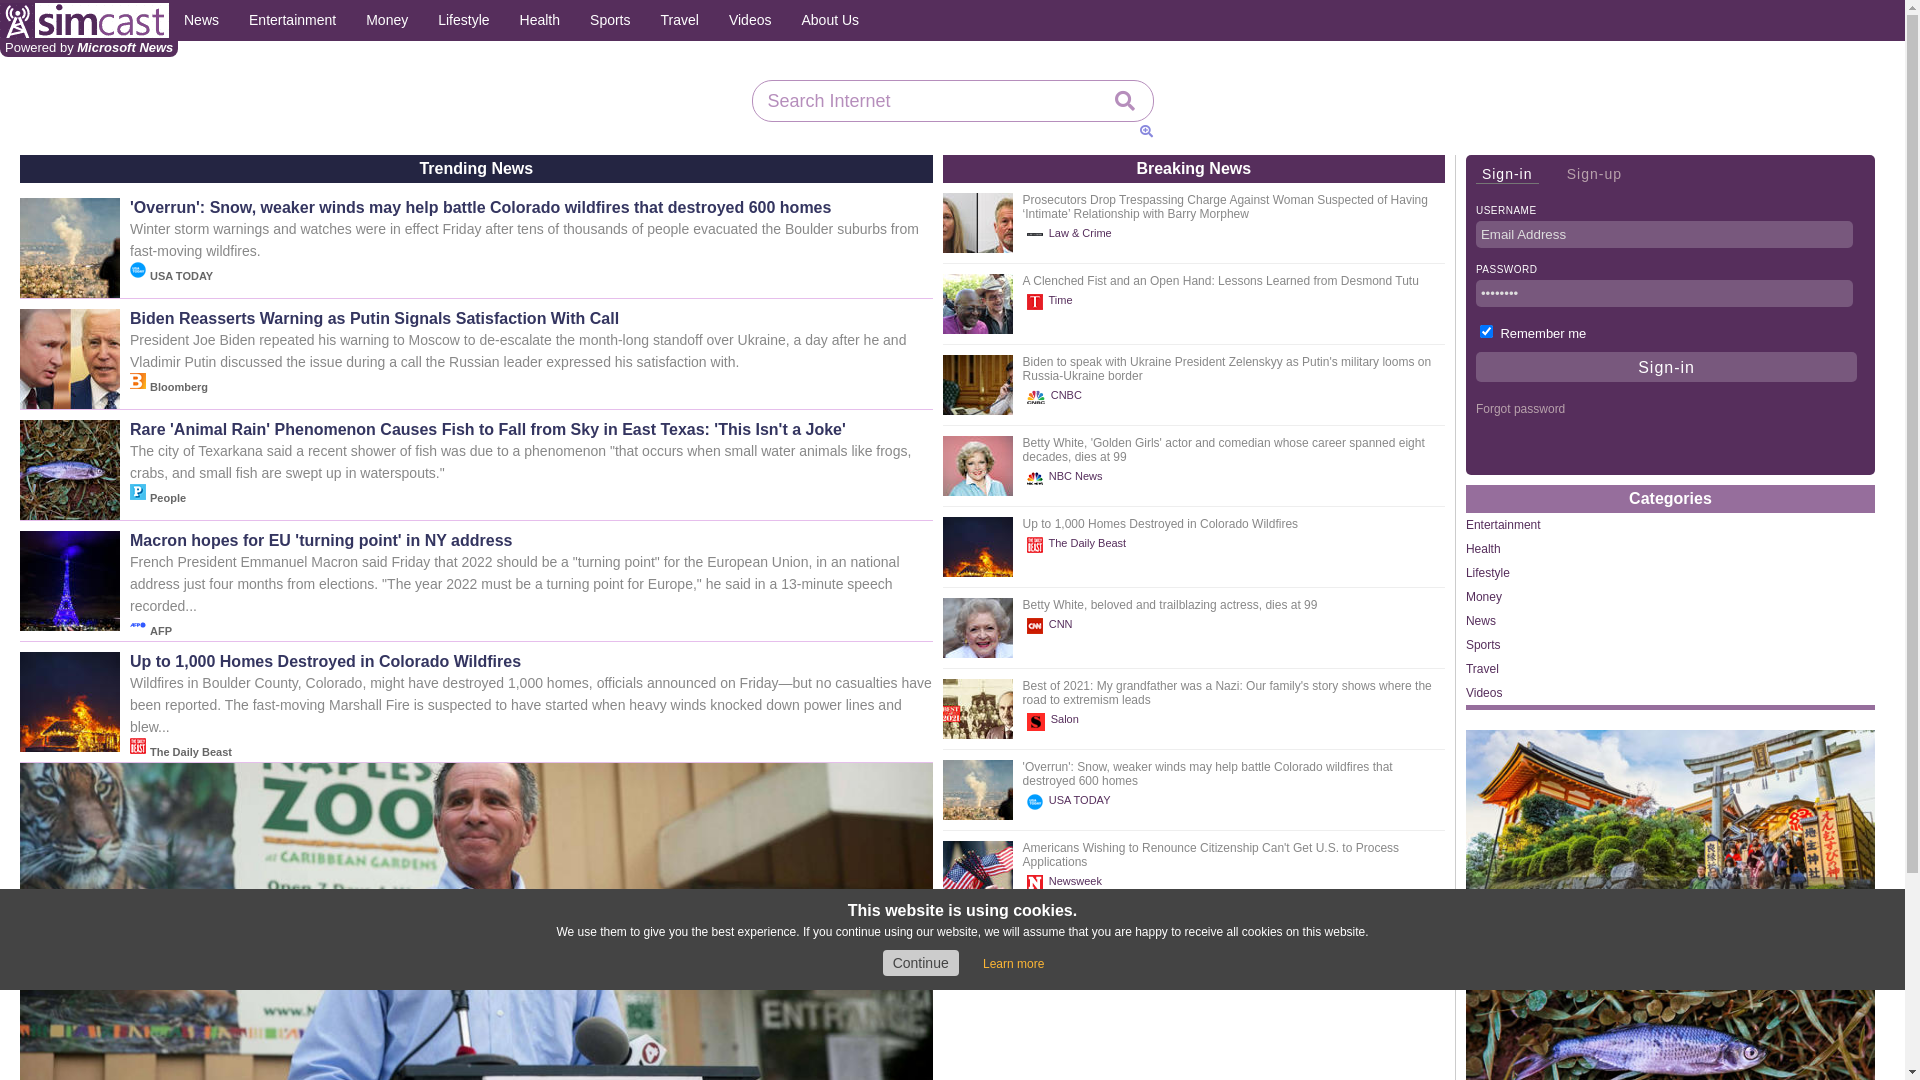 simcast
News
Entertainment
Money
Lifestyle
Health
Sports
Travel
Videos
About Us
Powered by Microsoft News
Search Internet
Trending News
'Overrun': Snow, weaker winds may help battle Colorado wildfires that destroyed 600 homes
Winter storm warnings and watches were in effect Friday after tens of thousands of people evacuated the Boulder suburbs from
fast-moving wildfires.
USA TODAY
Biden Reasserts Warning as Putin Signals Satisfaction With Call
President Joe Biden repeated his warning to Moscow to de-escalate the month-long standoff over Ukraine, a day after he and
Vladimir Putin discussed the issue during a call the Russian leader expressed his satisfaction with.
Bloomberg
Rare 'Animal Rain' Phenomenon Causes Fish to Fall from Sky in East Texas: 'This Isn't a Joke'
The city of Texarkana said a recent shower of fish was due to a phenomenon "that occurs when small water animals like frogs,
crabs, and small fish are swept up in waterspouts."
People
Macron hopes for EU 'turning point' in NY address
French President Emmanuel Macron said Friday that 2022 should be a "turning point" for the European Union, in an national
address just four months from elections. "The year 2022 must be a turning point for Europe," he said in a 13-minute speech
recorded...
AFP
Up to 1,000 Homes Destroyed in Colorado Wildfires
Wildfires in Boulder County, Colorado, might have destroyed 1,000 homes, officials announced on Friday—but no casualties have
been reported. The fast-moving Marshall Fire is suspected to have started when heavy winds knocked down power lines and
blew...
The Daily Beast
NAPLES
ZOO
at CARIBBEAN GARDENS
Open 7 Days A We
www.N
ENTRANCE
Breaking News
Prosecutors Drop Trespassing Charge Against Woman Suspected of Having
‘Intimate’ Relationship with Barry Morphew
Law & Crime
A Clenched Fist and an Open Hand: Lessons Learned from Desmond Tutu
Time
Biden to speak with Ukraine President Zelenskyy as Putin's military looms on
Russia-Ukraine border
CNBC
Betty White, 'Golden Girls' actor and comedian whose career spanned eight
decades, dies at 99
NBC News
Up to 1,000 Homes Destroyed in Colorado Wildfires
The Daily Beast
Betty White, beloved and trailblazing actress, dies at 99
CNN
Best of 2021: My grandfather was a Nazi: Our family's story shows where the
road to extremism leads
Salon
'Overrun': Snow, weaker winds may help battle Colorado wildfires that
destroyed 600 homes
USA TODAY
Americans Wishing to Renounce Citizenship Can't Get U.S. to Process
Applications
Newsweek
Sign-in
Sign-up
USERNAME
Email Address
PASSWORD
••••••••
Remember me
Sign-in
Forgot password
Categories
Entertainment
Health
Lifestyle
Money
News
Sports
Travel
Videos
This website is using cookies.
We use them to give you the best experience. If you continue using our website, we will assume that you are happy to receive all cookies on this website.
Continue
Learn more